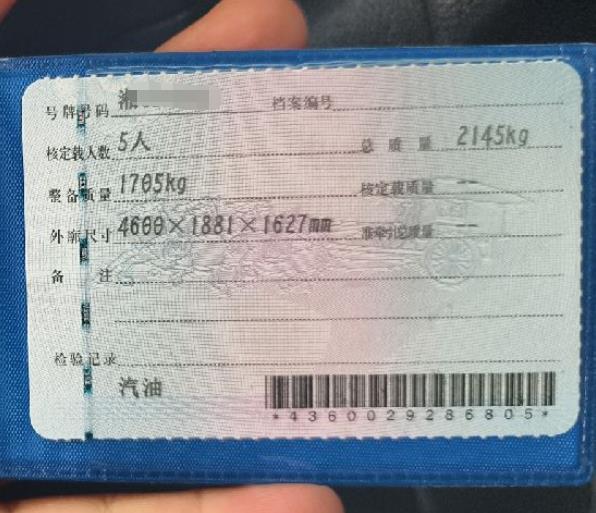 号牌号码 湘 档案编号
核定载人数 5人 总质量 2145kg
整备质量 1705kg 核定载质量 --
外廓尺寸 4600×1881×1627mm 准牵引总质量 --
备注
检验记录
汽油
*4360029286805*